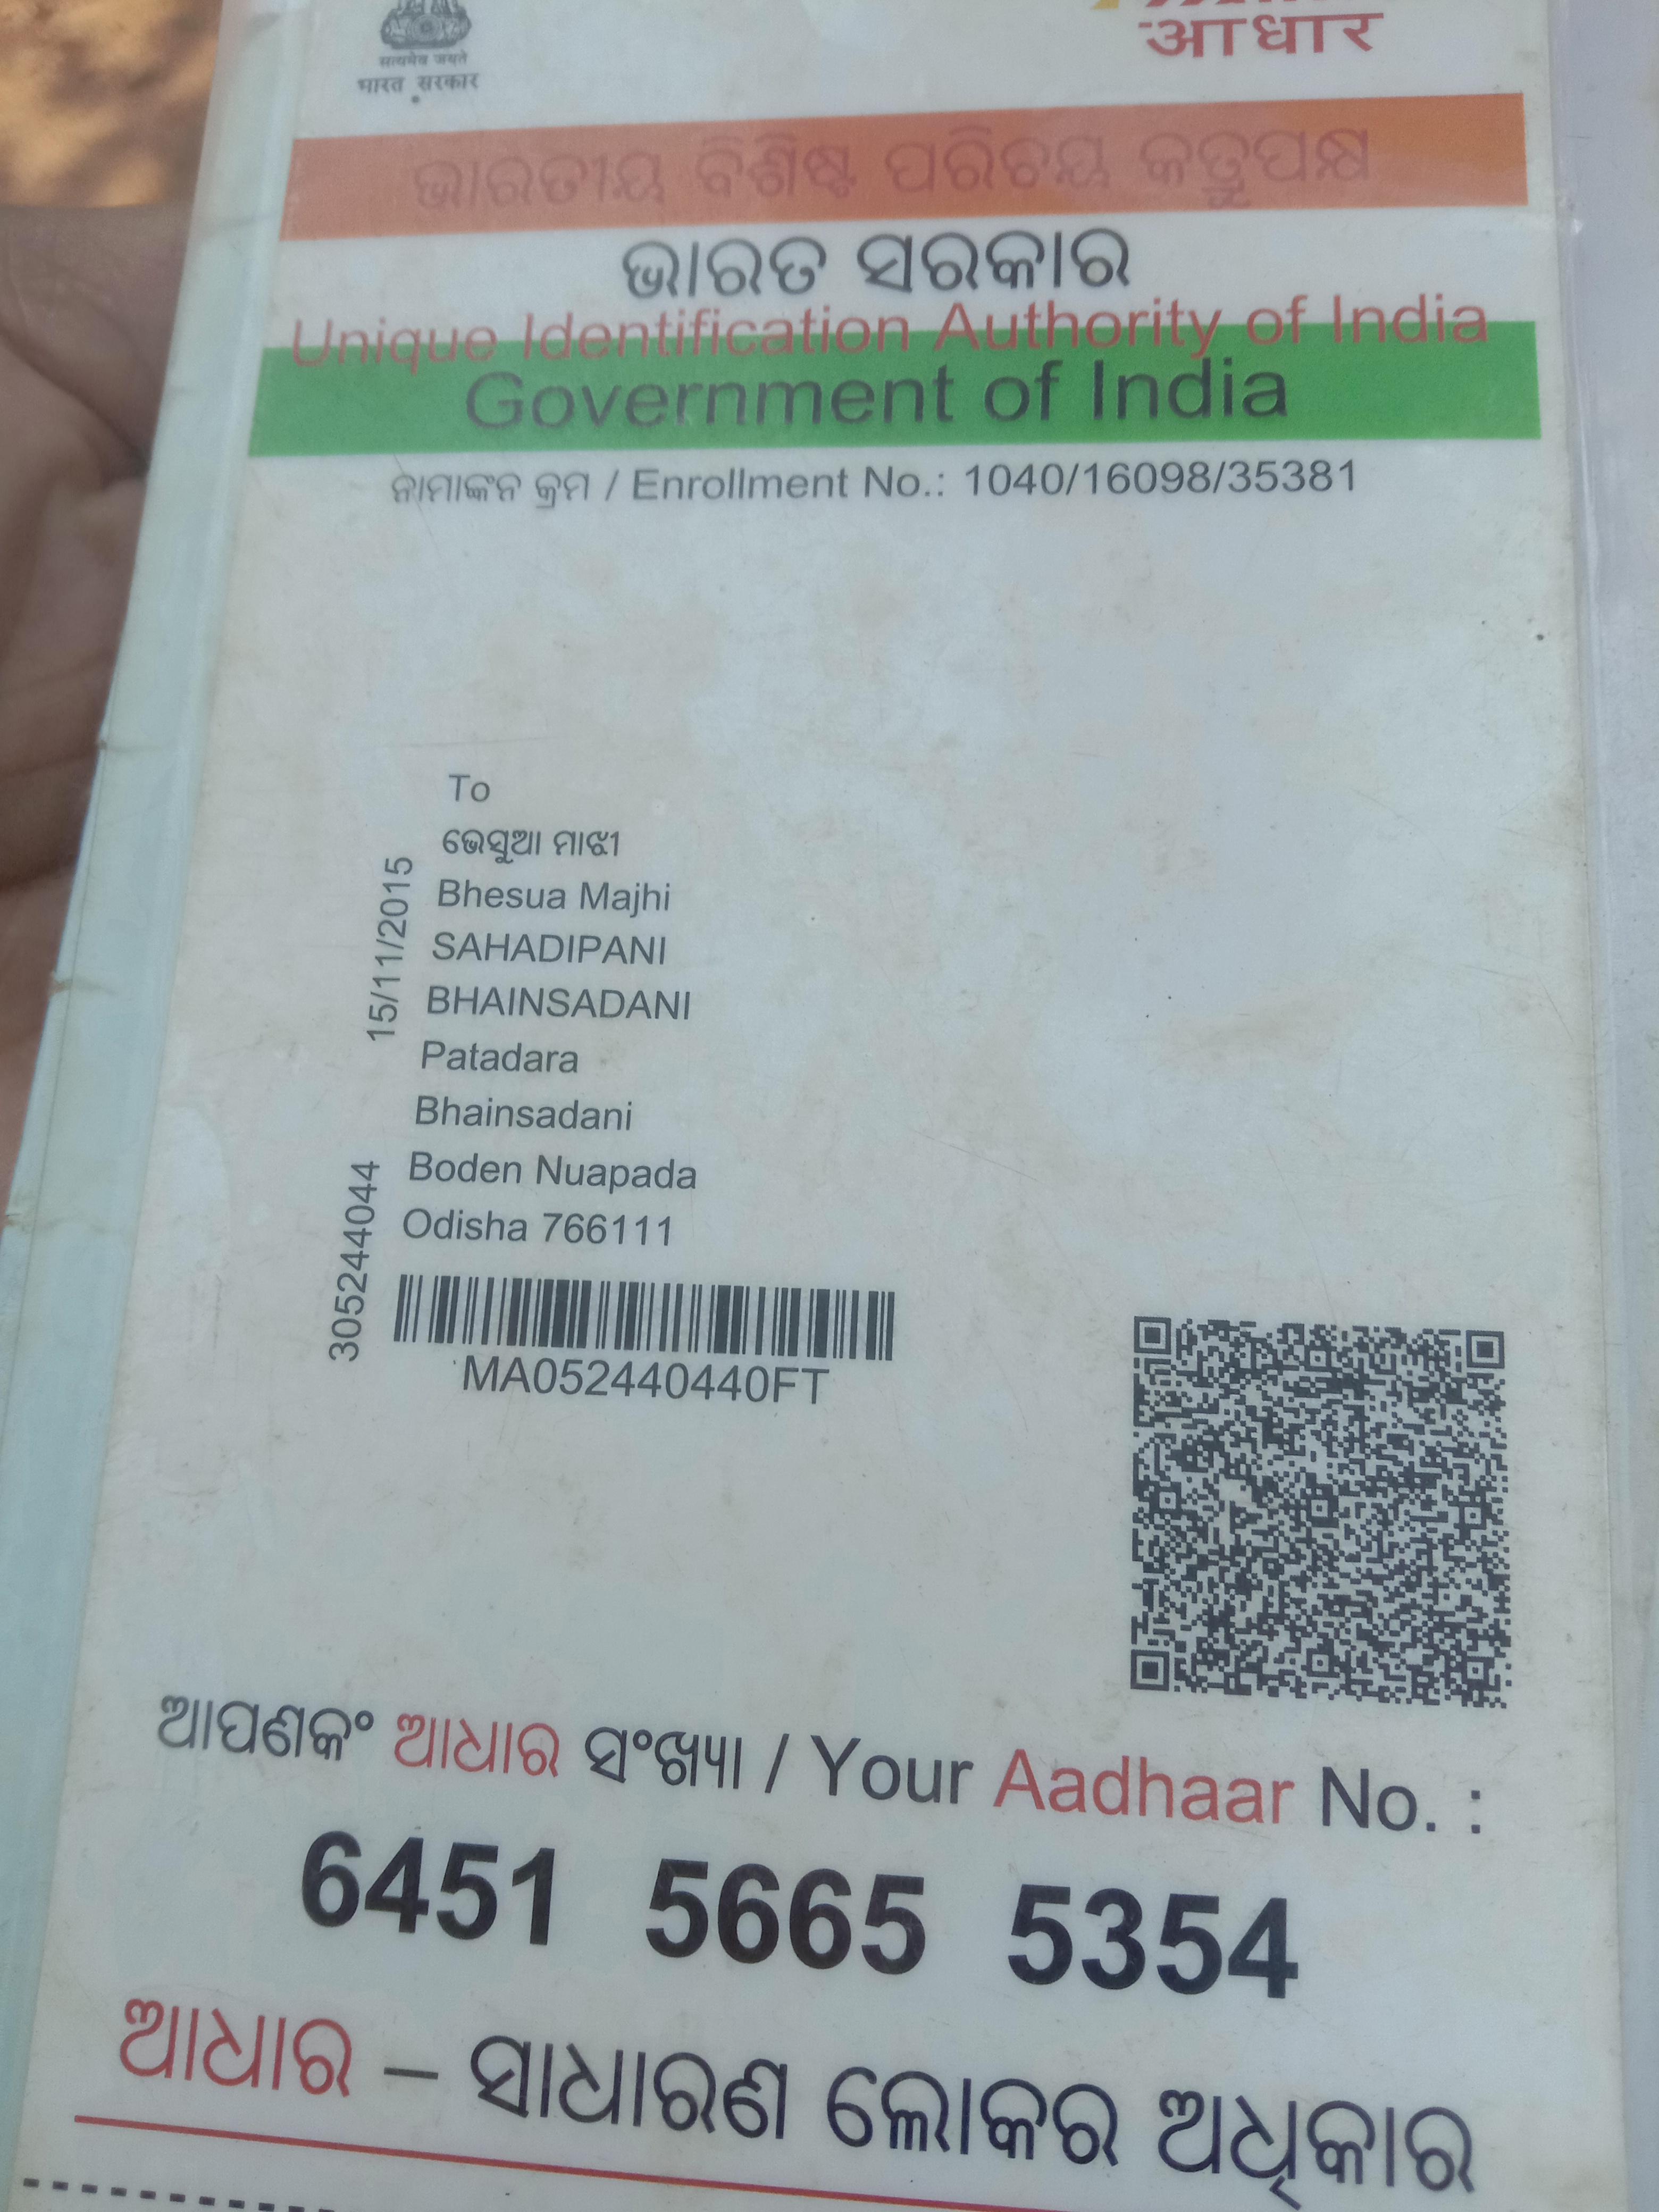 सत्यमेव जयते
भारत सरकार
आधार
ଭାରତୀୟ ବିଶିଷ୍ଟ ପରିଚୟ କର୍ତ୍ତୁପକ୍ଷ
ଭାରତ ସରକାର
Unique Identification Authority of India
Government of India
ନାମାଙ୍କନ କ୍ରମ / Enrollment No.: 1040/16098/35381
To
ଭେସୁଆ ମାଝୀ
Bhesua Majhi
SAHADIPANI
BHAINSADANI
Patadara
Bhainsadani
Boden Nuapada
Odisha 766111
15/11/2015
305244044
MA052440440FT
ଆପଣକଂ ଆଧାର ସଂଖ୍ୟା / Your Aadhaar No. :
6451 5665 5354
ଆଧାର – ସାଧାରଣ ଲୋକର ଅଧିକାର